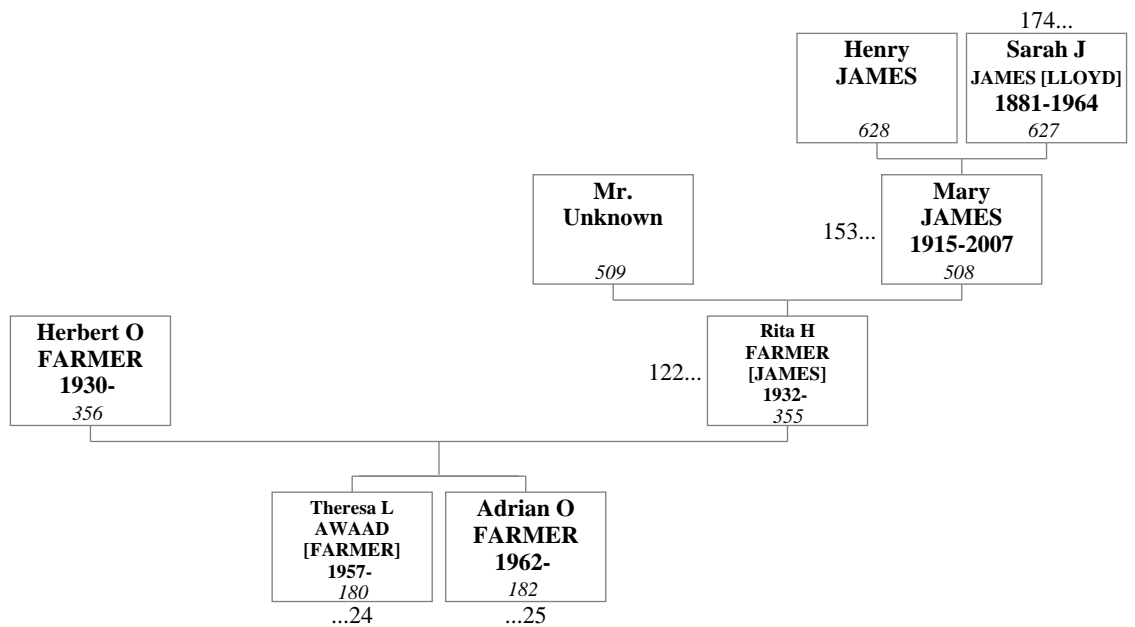 174...
Henry
JAMES
628
Sarah J
JAMES [LLOYD]
1881-1964
627
Mr.
Unknown
509
153...
Mary
JAMES
1915-2007
508
Herbert O
FARMER
1930-
356
122...
Rita H
FARMER
[JAMES]
1932-
355
Theresa L
AWAAD
[FARMER]
1957-
180
...24
Adrian O
FARMER
1962-
182
...25